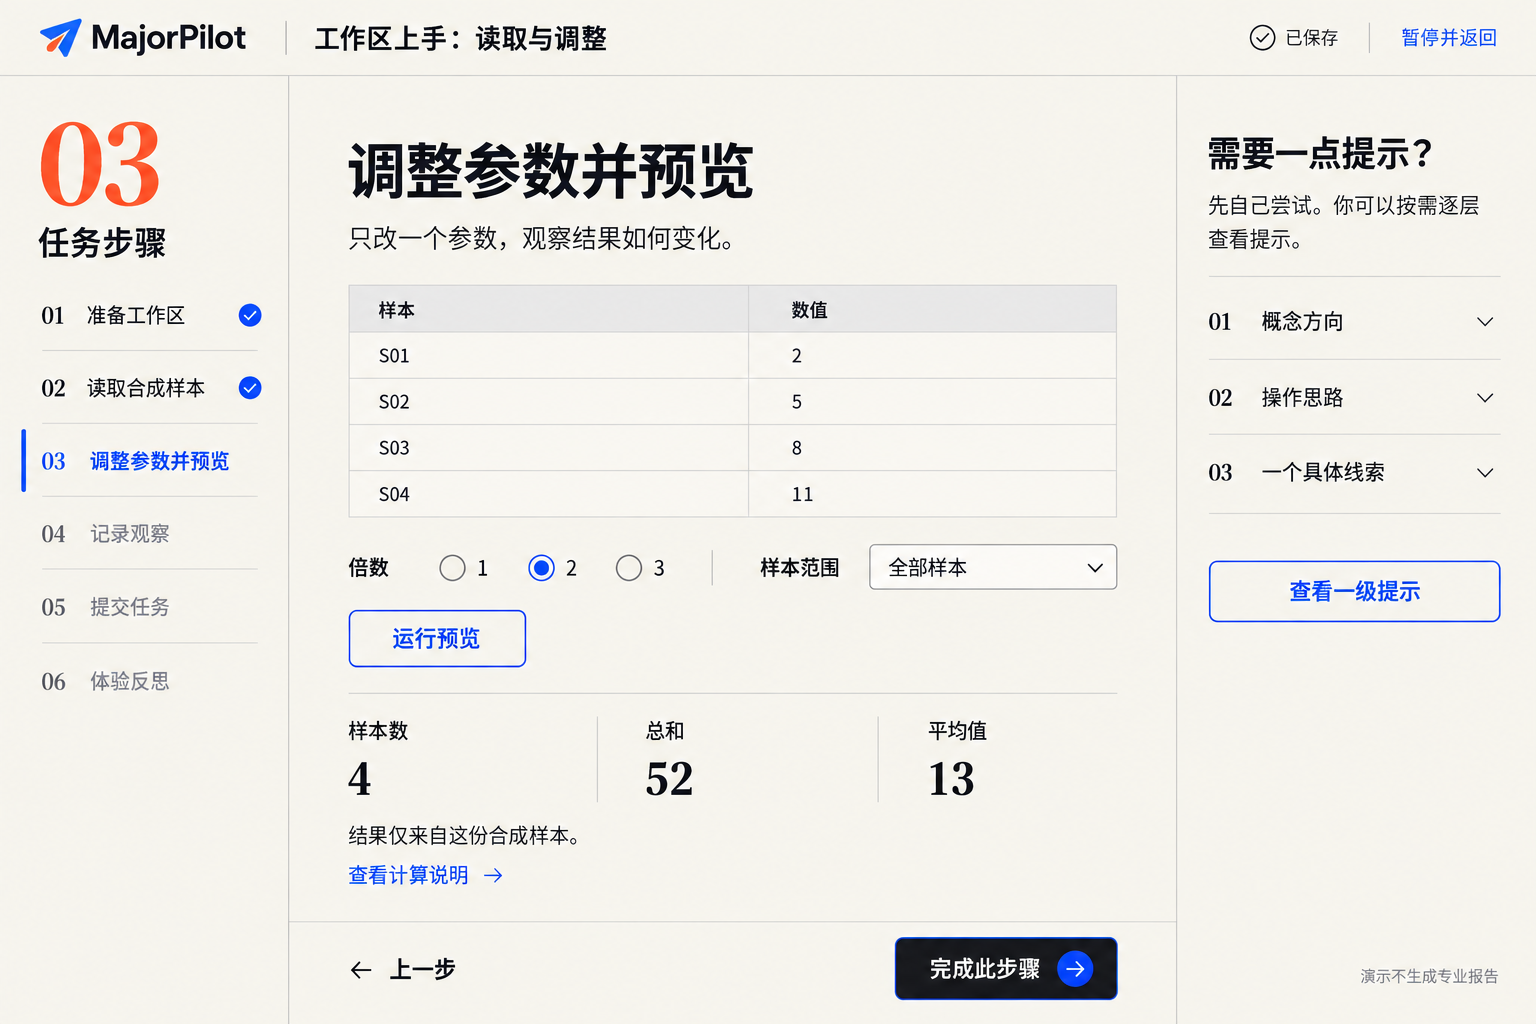 MajorPilot
工作区上手：读取与调整
已保存
暂停并返回
03
任务步骤
01 准备工作区
02 读取合成样本
03 调整参数并预览
04 记录观察
05 提交任务
06 体验反思
调整参数并预览
只改一个参数，观察结果如何变化。
样本 数值
S01 2
S02 5
S03 8
S04 11
倍数 1 2 3 样本范围 全部样本
运行预览
样本数 总和 平均值
4 52 13
结果仅来自这份合成样本。
查看计算说明 →
← 上一步
完成此步骤 →
需要一点提示？
先自己尝试。你可以按需逐层
查看提示。
01 概念方向
02 操作思路
03 一个具体线索
查看一级提示
演示不生成专业报告